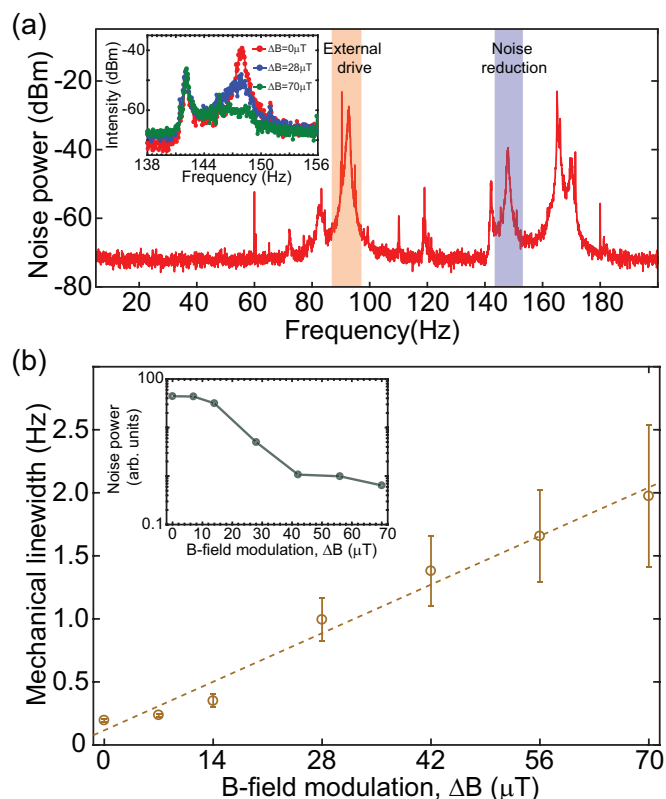 (a)
Noise power (dBm)
-20
-40
-60
-80
20 40 60 80 100 120 140 160 180
Frequency(Hz)
External
drive
Noise
reduction
Intensity (dBm)
-40
-60
138 144 150 156
Frequency (Hz)
ΔB=0μT
ΔB=28μT
ΔB=70μT
(b)
Mechanical linewidth (Hz)
2.5
2.0
1.5
1.0
0.5
0
0 14 28 42 56 70
B-field modulation, ΔB (μT)
Noise power
(arb. units)
100
0.1
0 10 20 30 40 50 60 70
B-field modulation, ΔB (μT)